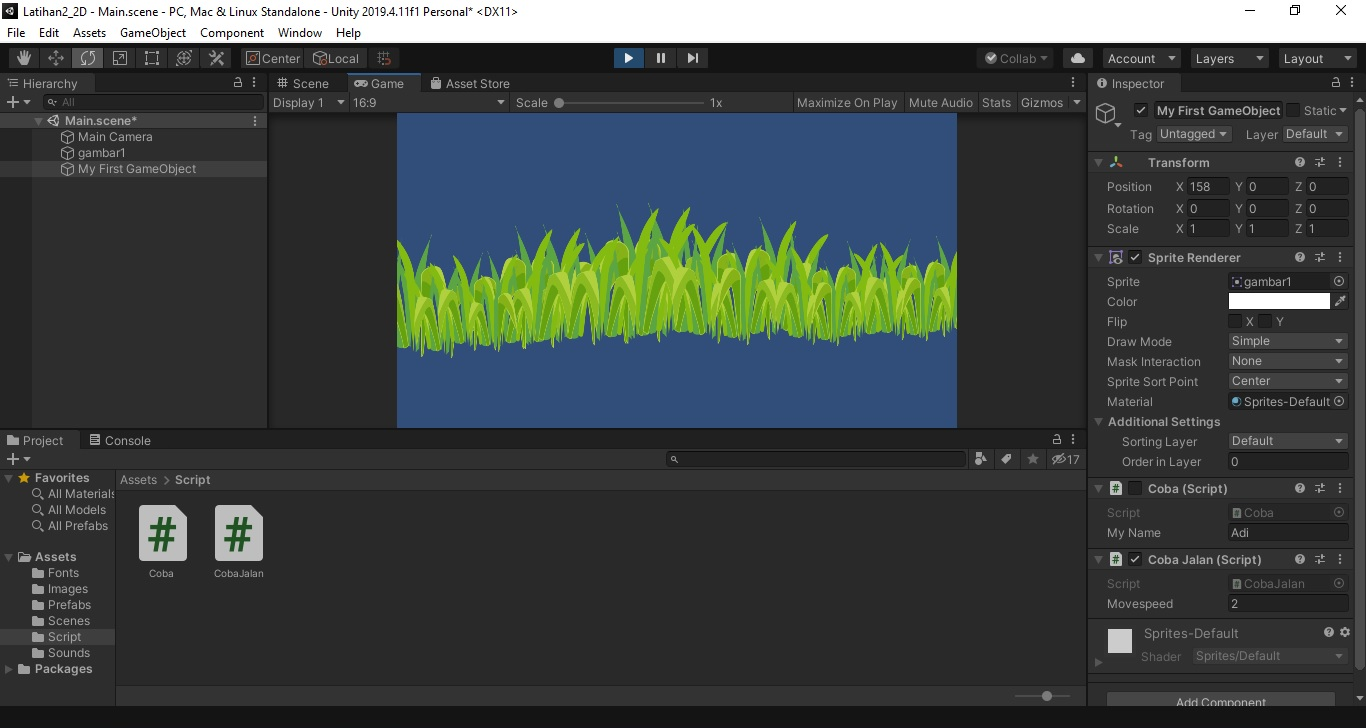 Latihan2_2D - Main.scene - PC, Mac & Linux Standalone - Unity 2019.4.11f1 Personal* <DX11>
File Edit Assets GameObject Component Window Help
Center Local Collab Account Layers Layout
Hierarchy
All
Main.scene*
Main Camera
gambar1
My First GameObject
Scene Game Asset Store
Display 1 16:9 Scale 1x Maximize On Play Mute Audio Stats Gizmos
Inspector
My First GameObject Static
Tag Untagged Layer Default
Transform
Position X 158 Y 0 Z 0
Rotation X 0 Y 0 Z 0
Scale X 1 Y 1 Z 1
Sprite Renderer
Sprite gambar1
Color
Flip X Y
Draw Mode Simple
Mask Interaction None
Sprite Sort Point Center
Material Sprites-Default
Additional Settings
Sorting Layer Default
Order in Layer 0
# Coba (Script)
Script Coba
My Name Adi
# Coba Jalan (Script)
Script CobaJalan
Movespeed 2
Sprites-Default
Shader Sprites/Default
Add Component
Project Console
17
Favorites
All Materials
All Models
All Prefabs
Assets
Fonts
Images
Prefabs
Scenes
Script
Sounds
Packages
Assets > Script
# #
Coba CobaJalan